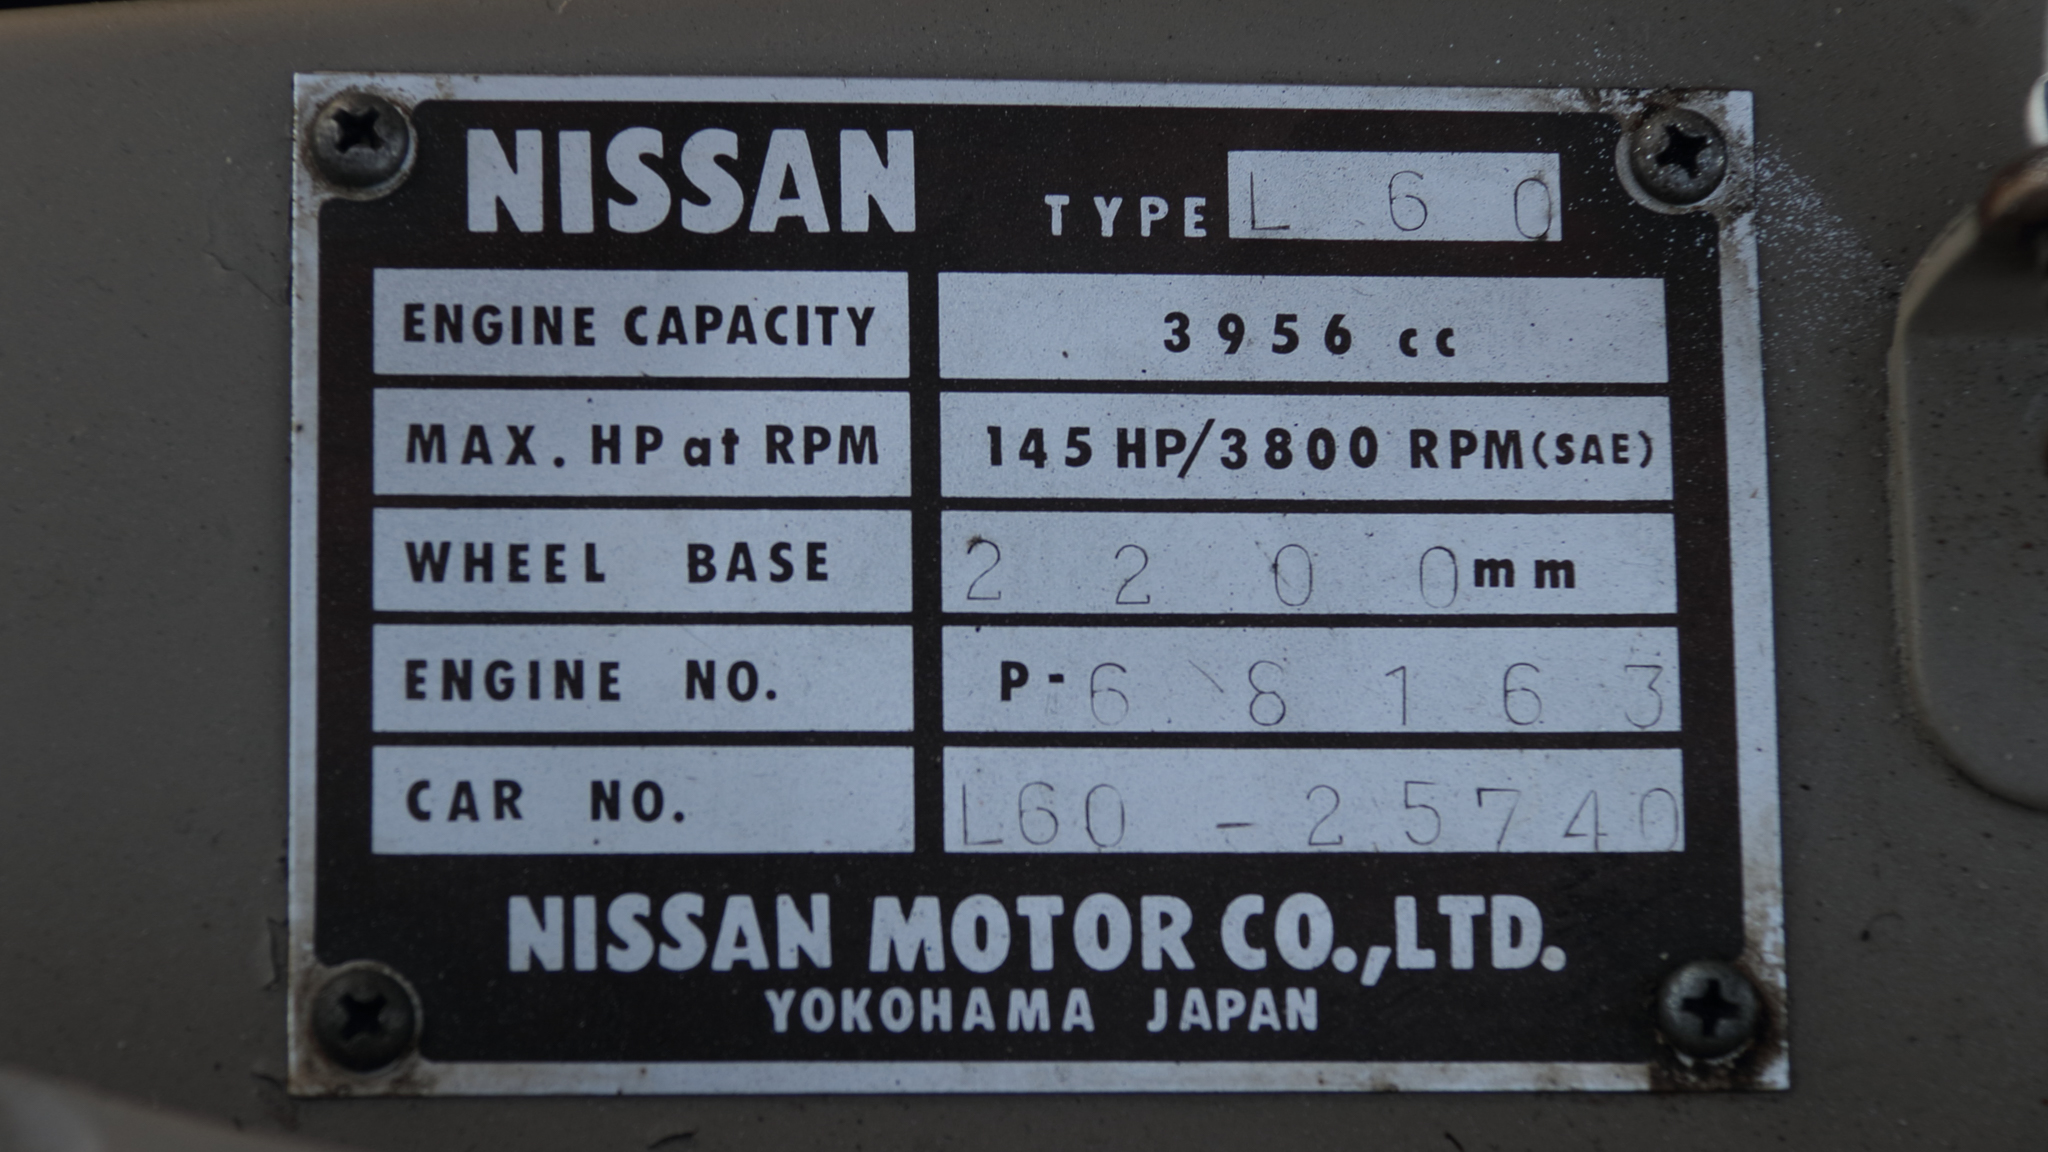 NISSAN TYPE L 6 0
ENGINE CAPACITY 3956 cc
MAX. HP at RPM 145 HP/3800 RPM (SAE)
WHEEL BASE 2 2 0 0 mm
ENGINE NO. P-6 8 1 6 3
CAR NO. L60 - 25740
NISSAN MOTOR CO.,LTD.
YOKOHAMA JAPAN